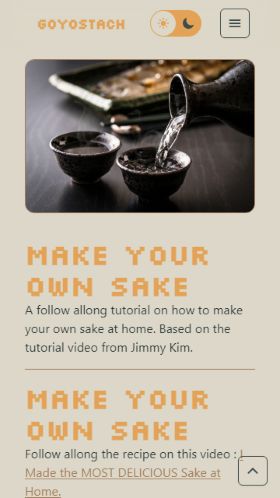 GOYOSTACH
MAKE YOUR
OWN SAKE
A follow allong tutorial on how to make
your own sake at home. Based on the
tutorial video from Jimmy Kim.
MAKE YOUR
OWN SAKE
Follow allong the recipe on this video : I
Made the MOST DELICIOUS Sake at
Home.